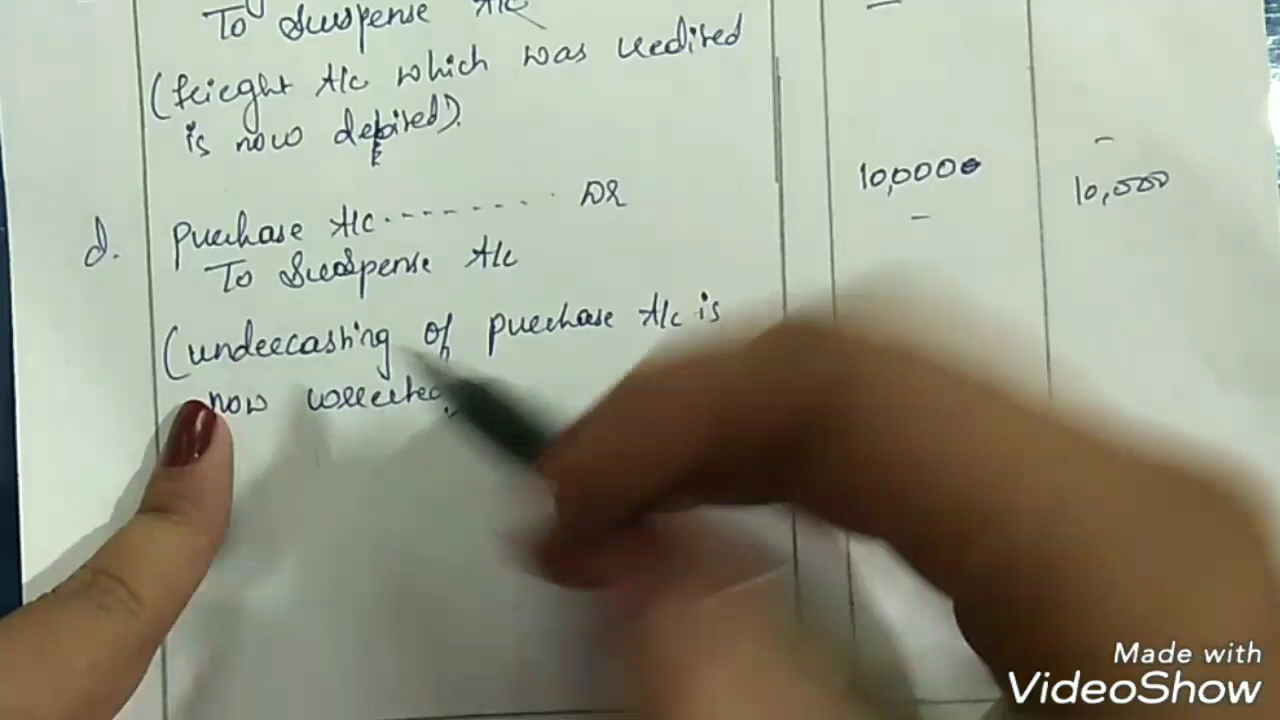 To Suspense A/c
(freight A/c which was credited
is now debited).
10,0000
10,000
d. purchase A/c -------- DR
To Suspense A/c
(undercasting of purchase A/c is
now corrected
Made with
VideoShow